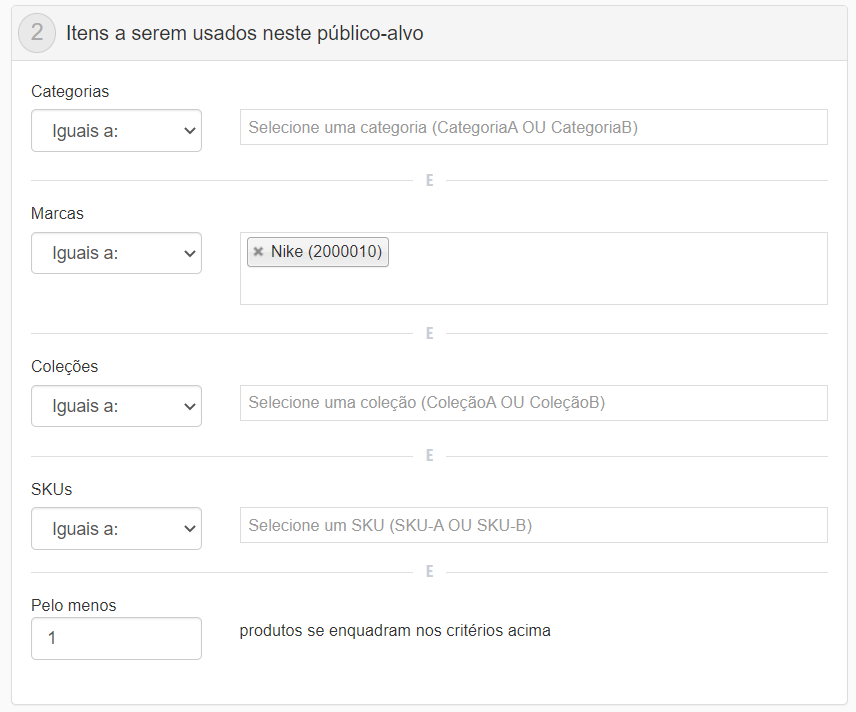 2 Itens a serem usados neste público-alvo
Categorias
Iguais a: Selecione uma categoria (CategoriaA OU CategoriaB)
E
Marcas
Iguais a: × Nike (2000010)
E
Coleções
Iguais a: Selecione uma coleção (ColeçãoA OU ColeçãoB)
E
SKUs
Iguais a: Selecione um SKU (SKU-A OU SKU-B)
E
Pelo menos
1 produtos se enquadram nos critérios acima